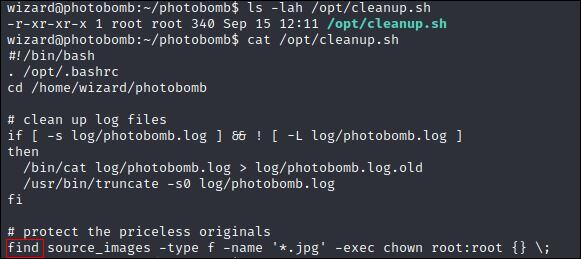 wizard@photobomb:~/photobomb$ ls -lah /opt/cleanup.sh
-r-xr-xr-x 1 root root 340 Sep 15 12:11 /opt/cleanup.sh
wizard@photobomb:~/photobomb$ cat /opt/cleanup.sh
#!/bin/bash
. /opt/.bashrc
cd /home/wizard/photobomb

# clean up log files
if [ -s log/photobomb.log ] && ! [ -L log/photobomb.log ]
then
  /bin/cat log/photobomb.log > log/photobomb.log.old
  /usr/bin/truncate -s0 log/photobomb.log
fi

# protect the priceless originals
find source_images -type f -name '*.jpg' -exec chown root:root {} \;